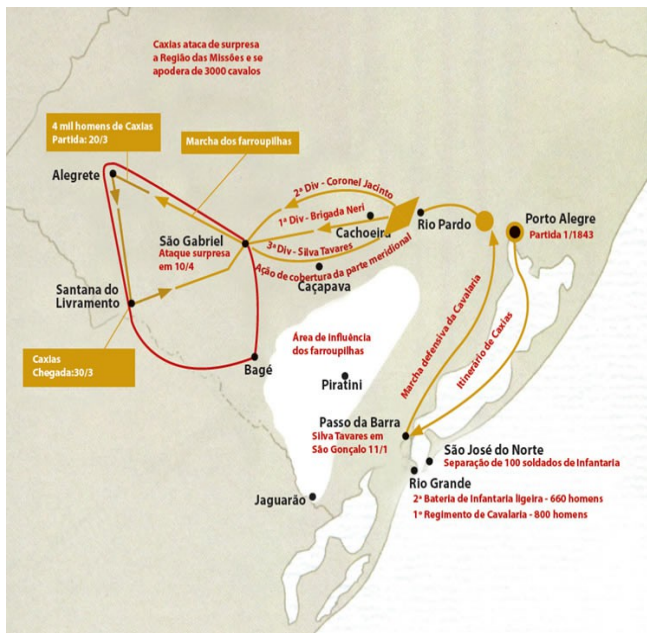 Caxias ataca de surpresa
a Região das Missões e se
apodera de 3000 cavalos
4 mil homens de Caxias
Partida: 20/3
Marcha dos farroupilhas
Alegrete
2ª Div - Coronel Jacinto
1ª Div - Brigada Neri
Cachoeira
Rio Pardo
Porto Alegre
Partida 1/1843
São Gabriel
Ataque surpresa
em 10/4
3ª Div - Silva Tavares
Ação de cobertura da parte meridional
Caçapava
Santana do
Livramento
Caxias
Chegada:30/3
Bagé
Área de influência
dos farroupilhas
Piratini
Marcha defensiva da Cavalaria
Itinerário de Caxias
Passo da Barra
Silva Tavares em
São Gonçalo 11/1
São José do Norte
Separação de 100 soldados de Infantaria
Rio Grande
2ª Bateria de Infantaria ligeira - 660 homens
1º Regimento de Cavalaria - 800 homens
Jaguarão